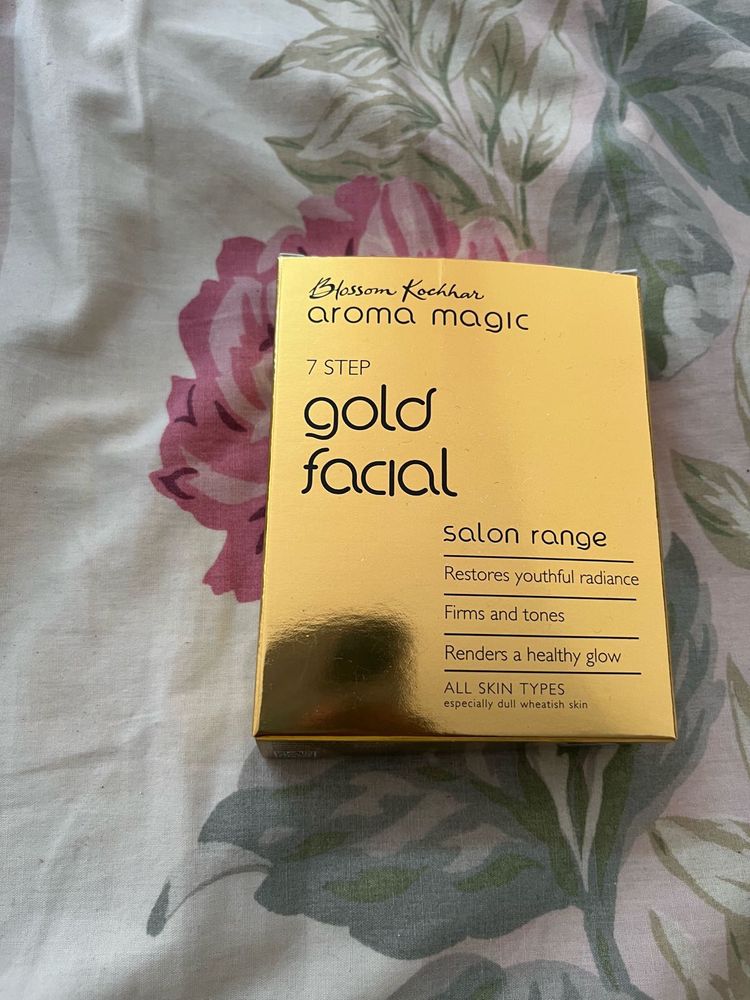 Blossom Kochhar
aroma magic
7 STEP
gold
facial
salon range
Restores youthful radiance
Firms and tones
Renders a healthy glow
ALL SKIN TYPES
especially dull wheatish skin